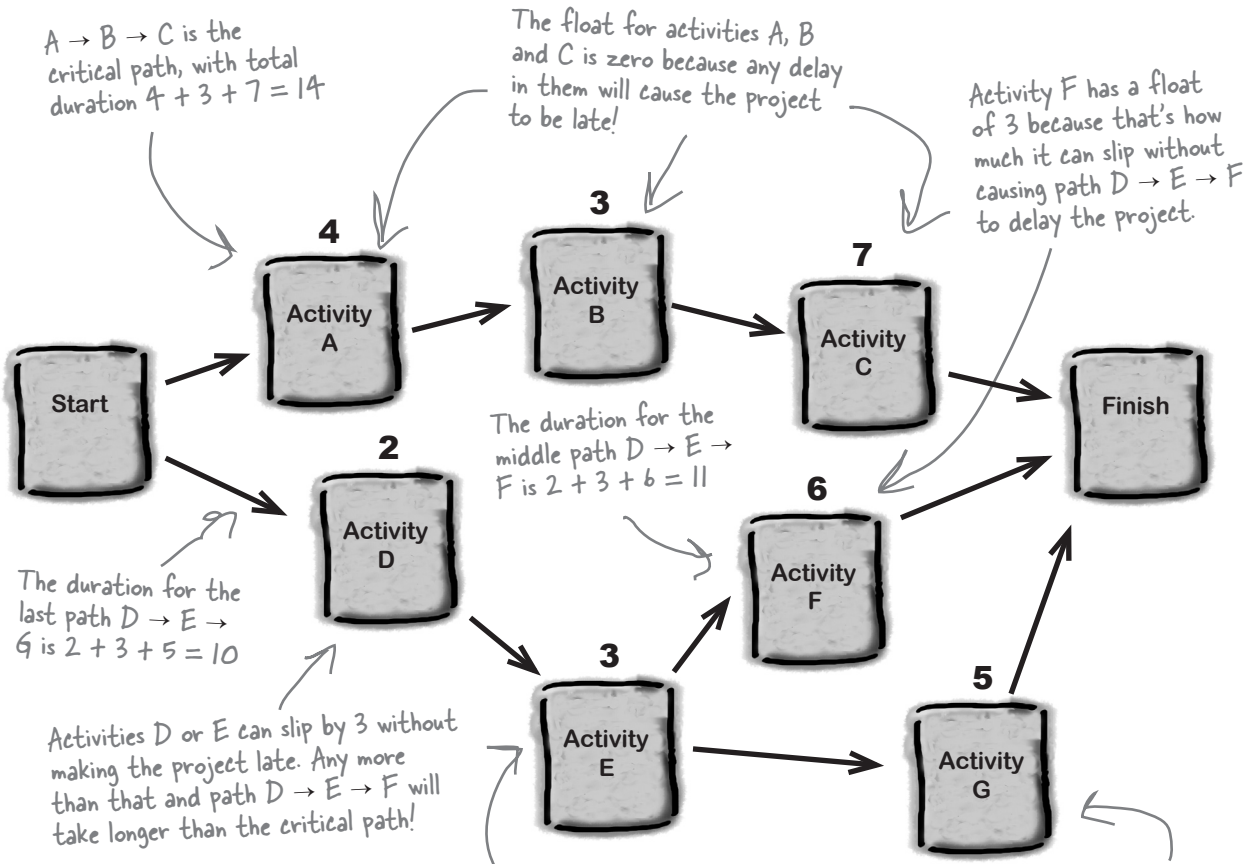 A → B → C is the
critical path, with total
duration 4 + 3 + 7 = 14
The float for activities A, B
and C is zero because any delay
in them will cause the project
to be late!
Activity F has a float
of 3 because that's how
much it can slip without
causing path D → E → F
to delay the project.
4
Activity
A
3
Activity
B
7
Activity
C
Start
Finish
2
Activity
D
The duration for the
middle path D → E →
F is 2 + 3 + 6 = 11
6
Activity
F
The duration for the
last path D → E →
G is 2 + 3 + 5 = 10
3
Activity
E
5
Activity
G
Activities D or E can slip by 3 without
making the project late. Any more
than that and path D → E → F will
take longer than the critical path!